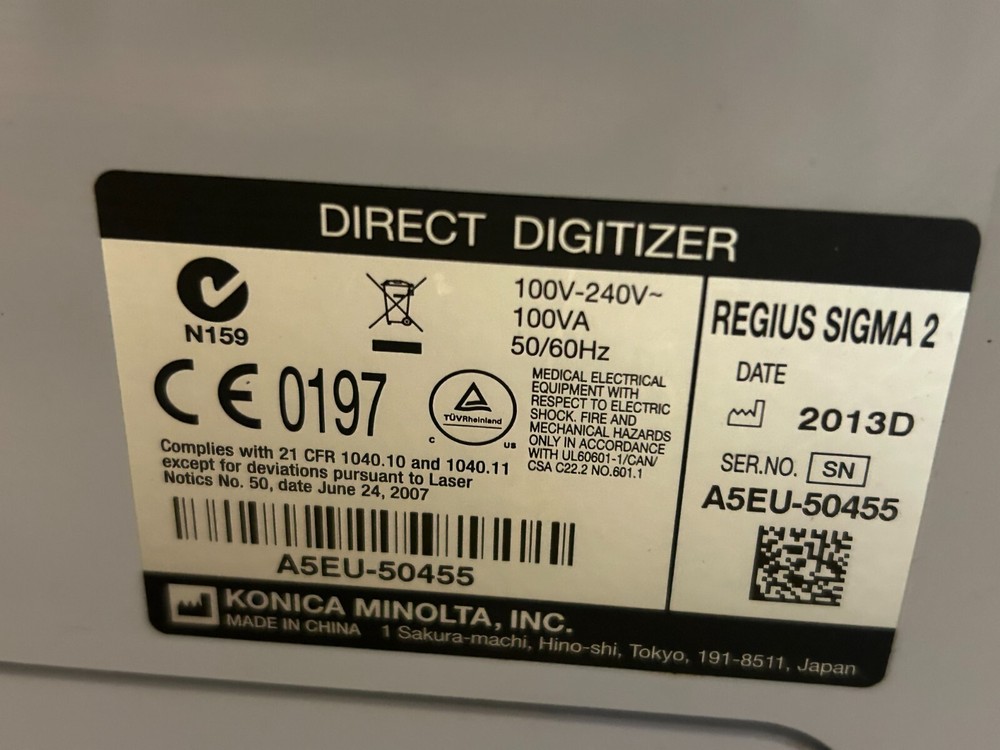 DIRECT DIGITIZER
N159
100V-240V~
100VA
50/60Hz
CE 0197
TÜVRheinland
C US
MEDICAL ELECTRICAL
EQUIPMENT WITH
RESPECT TO ELECTRIC
SHOCK. FIRE AND
MECHANICAL HAZARDS
ONLY IN ACCORDANCE
WITH UL60601-1/CAN/
CSA C22.2 NO.601.1
Complies with 21 CFR 1040.10 and 1040.11
except for deviations pursuant to Laser
Notics No. 50, date June 24, 2007
A5EU-50455
REGIUS SIGMA 2
DATE
2013D
SER.NO. SN
A5EU-50455
KONICA MINOLTA, INC.
MADE IN CHINA 1 Sakura-machi, Hino-shi, Tokyo, 191-8511, Japan